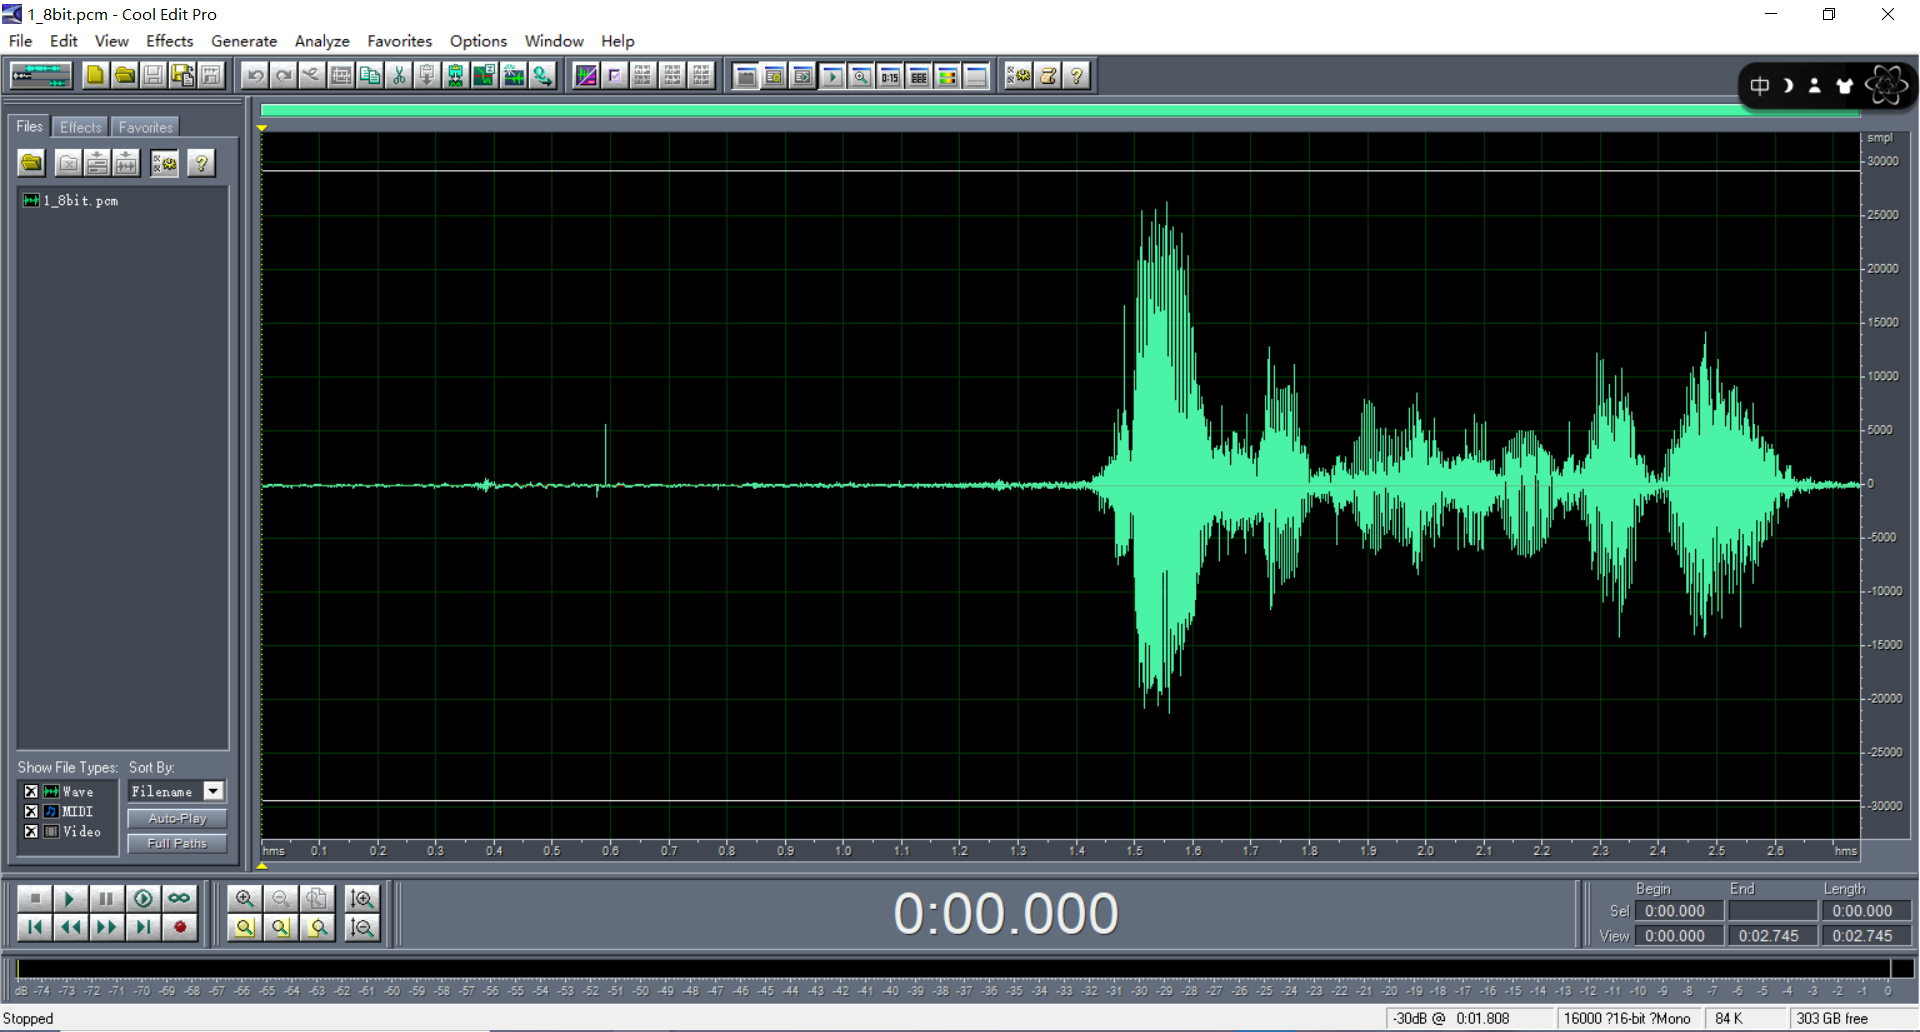 1_8bit.pcm - Cool Edit Pro
File Edit View Effects Generate Analyze Favorites Options Window Help
0:15
中
Files Effects Favorites
1_8bit.pcm
smpl
30000
25000
20000
15000
10000
5000
0
-5000
-10000
-15000
-20000
-25000
-30000
Show File Types: Sort By:
Wave Filename
MIDI Auto-Play
Video Full Paths
hms 0.1 0.2 0.3 0.4 0.5 0.6 0.7 0.8 0.9 1.0 1.1 1.2 1.3 1.4 1.5 1.6 1.7 1.8 1.9 2.0 2.1 2.2 2.3 2.4 2.5 2.6 hms
0:00.000
Begin End Length
Sel 0:00.000 0:00.000
View 0:00.000 0:02.745 0:02.745
dB -74 -73 -72 -71 -70 -69 -68 -67 -66 -65 -64 -63 -62 -61 -60 -59 -58 -57 -56 -55 -54 -53 -52 -51 -50 -49 -48 -47 -46 -45 -44 -43 -42 -41 -40 -39 -38 -37 -36 -35 -34 -33 -32 -31 -30 -29 -28 -27 -26 -25 -24 -23 -22 -21 -20 -19 -18 -17 -16 -15 -14 -13 -12 -11 -10 -9 -8 -7 -6 -5 -4 -3 -2 -1 0
Stopped -30dB @ 0:01.808 16000 ?16-bit ?Mono 84 K 303 GB free